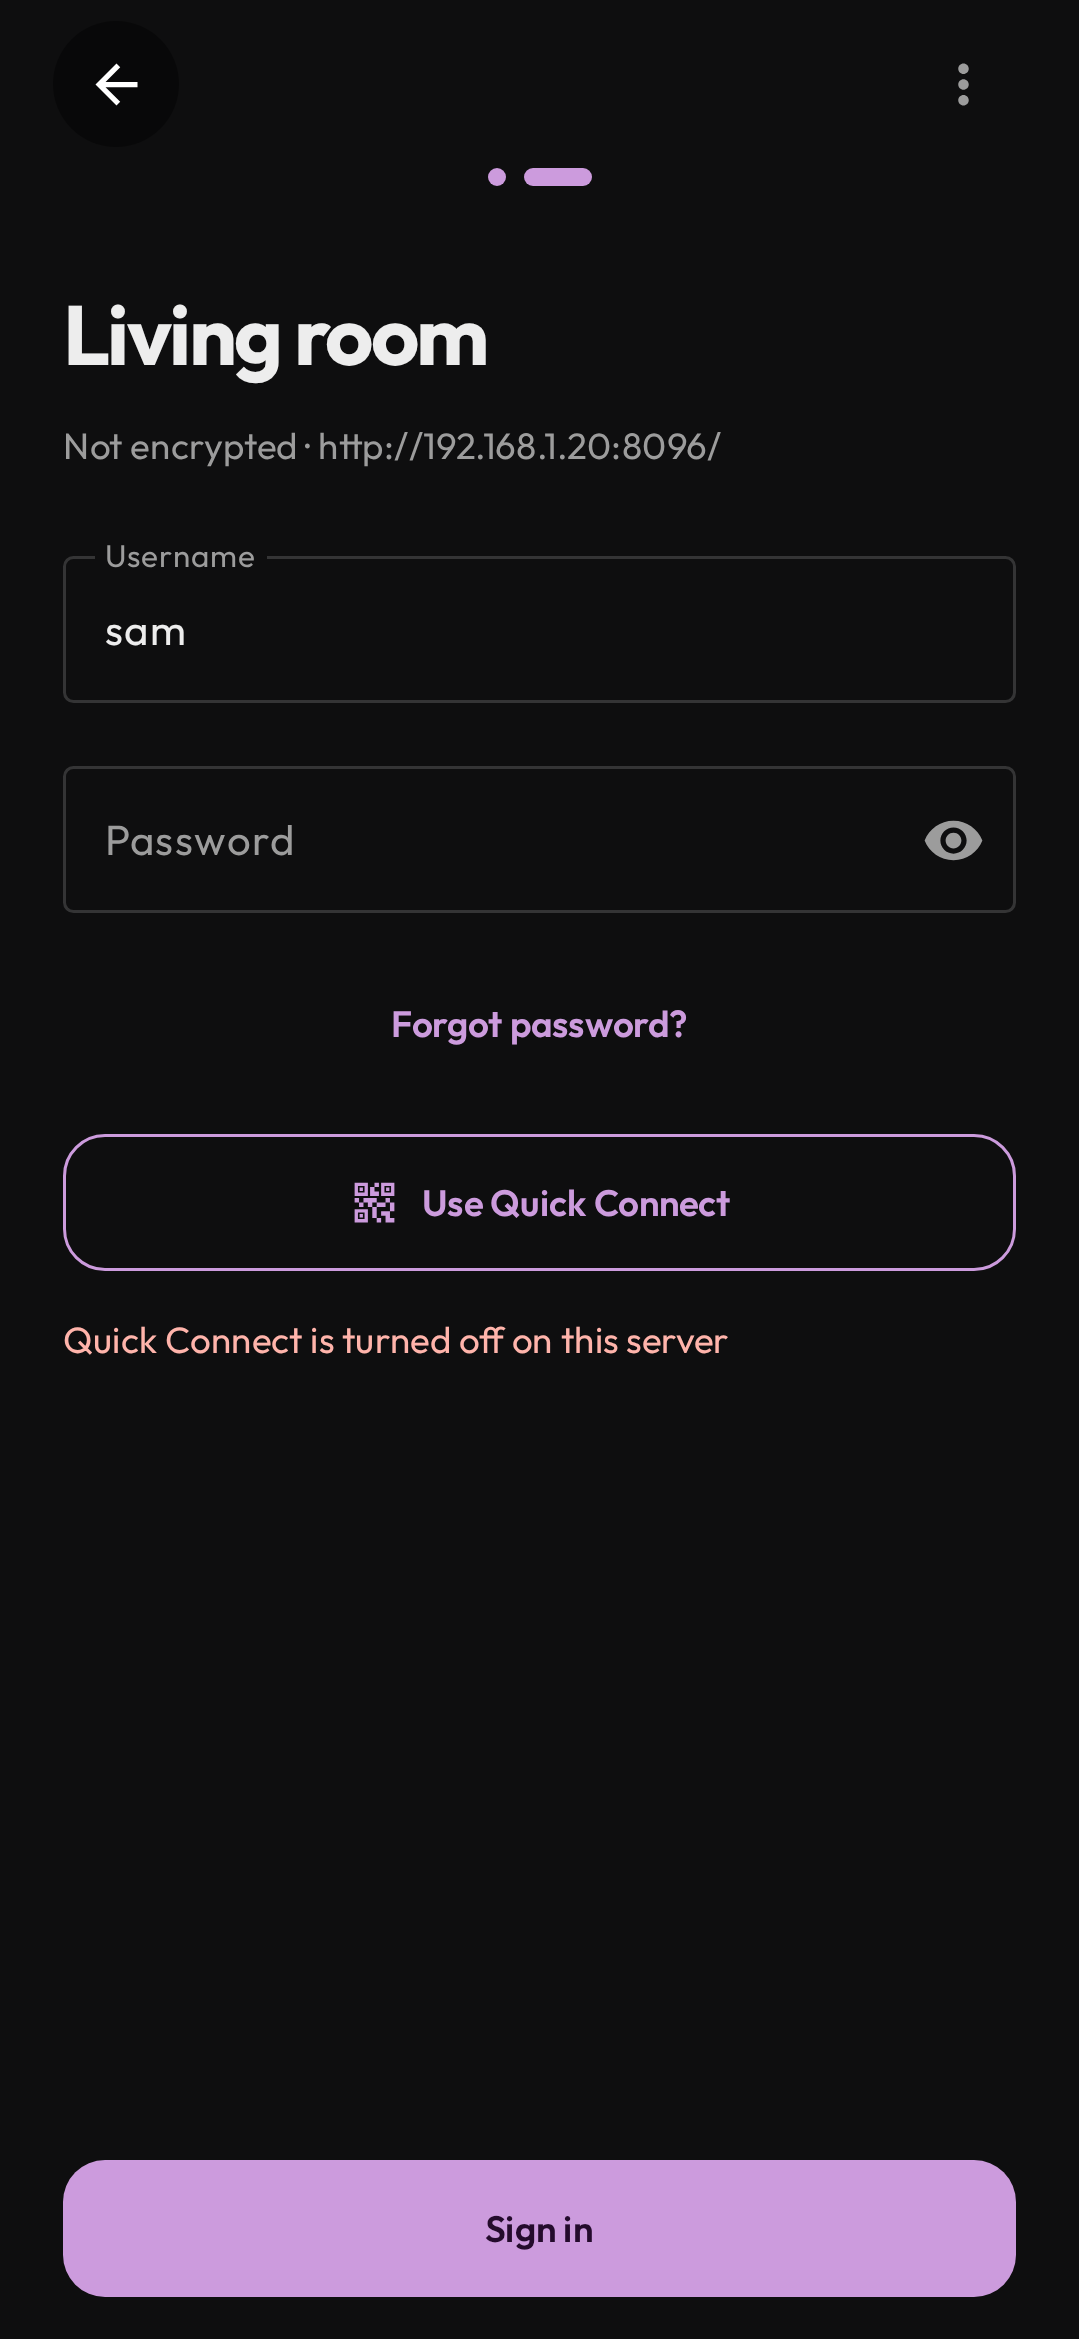 Living room
Not encrypted · http://192.168.1.20:8096/
Username
sam
Password
Forgot password?
Use Quick Connect
Quick Connect is turned off on this server
Sign in